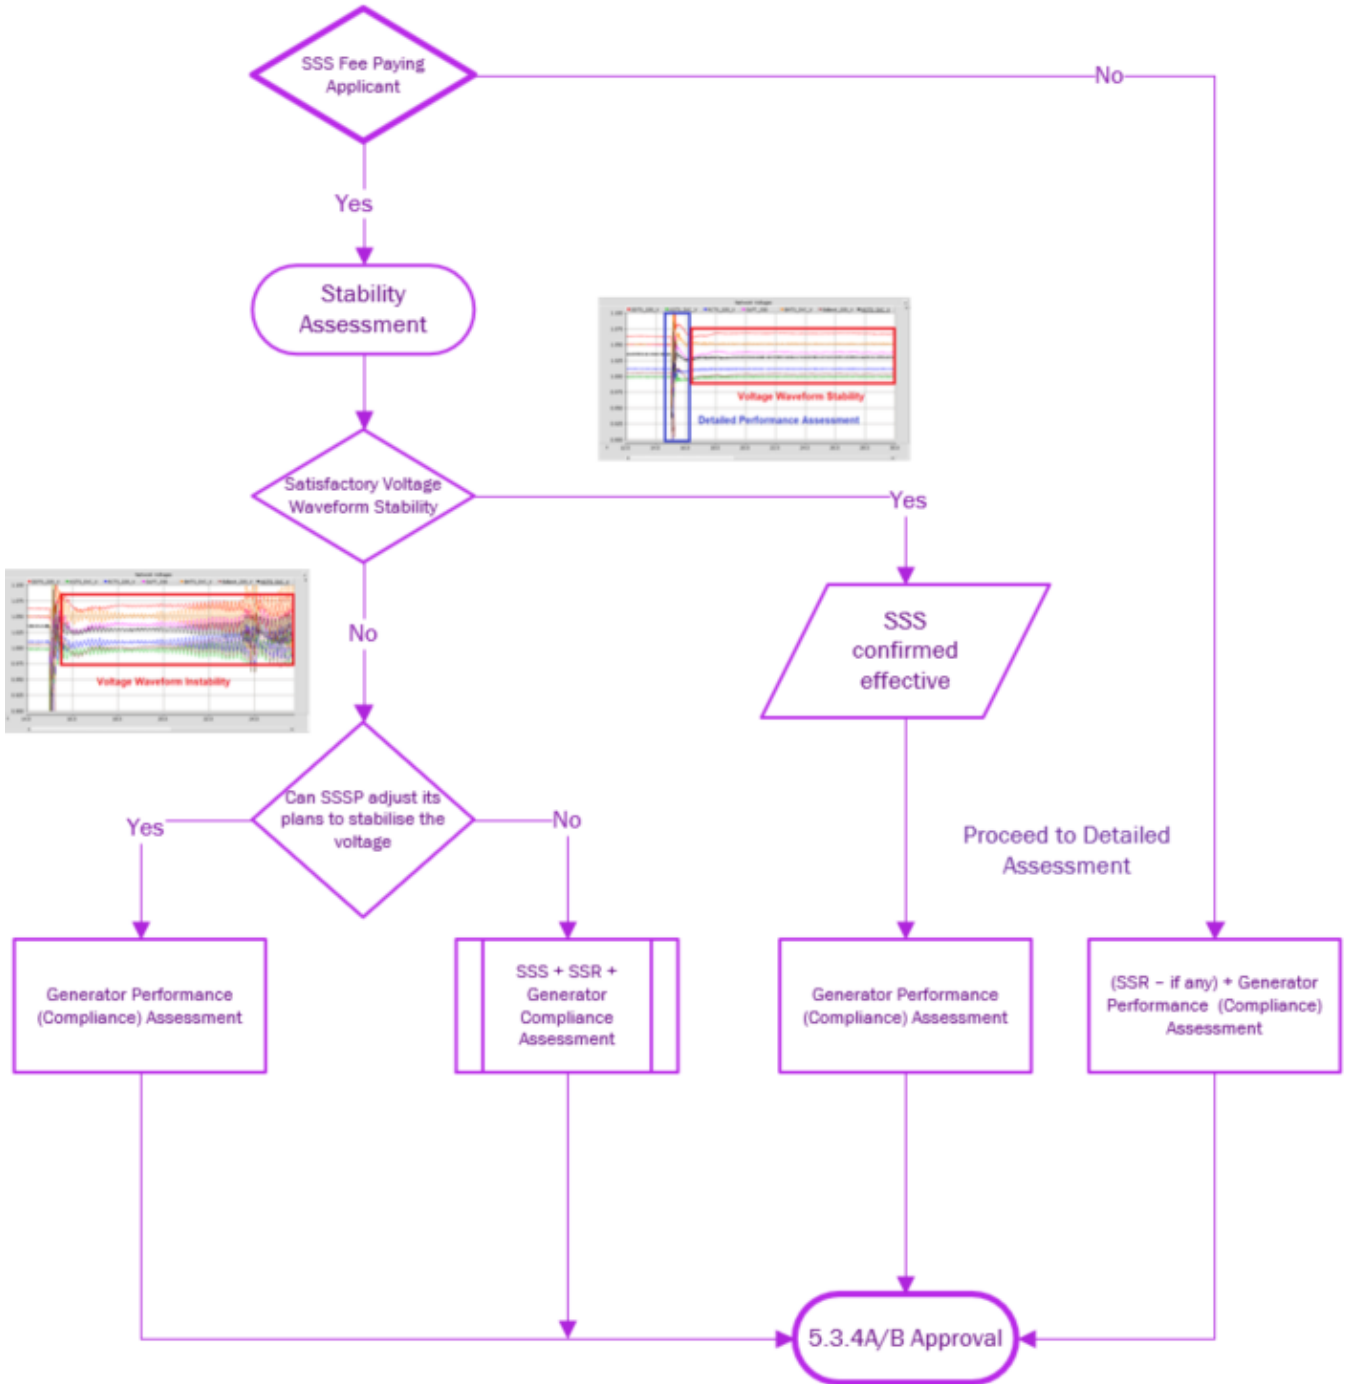 SSS Fee Paying
Applicant
No
Yes
Stability
Assessment
Voltage Waveform Stability
Detailed Performance Assessment
Satisfactory Voltage
Waveform Stability
Yes
No
SSS
confirmed
effective
Voltage Waveform Instability
Can SSSP adjust its
plans to stabilise the
voltage
Yes
No
Proceed to Detailed
Assessment
Generator Performance
(Compliance) Assessment
SSS + SSR +
Generator
Compliance
Assessment
Generator Performance
(Compliance) Assessment
(SSR – if any) + Generator
Performance (Compliance)
Assessment
5.3.4A/B Approval